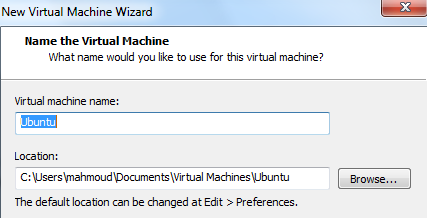 New Virtual Machine Wizard
Name the Virtual Machine
What name would you like to use for this virtual machine?
Virtual machine name:
Ubuntu
Location:
C:\Users\mahmoud\Documents\Virtual Machines\Ubuntu
Browse...
The default location can be changed at Edit > Preferences.